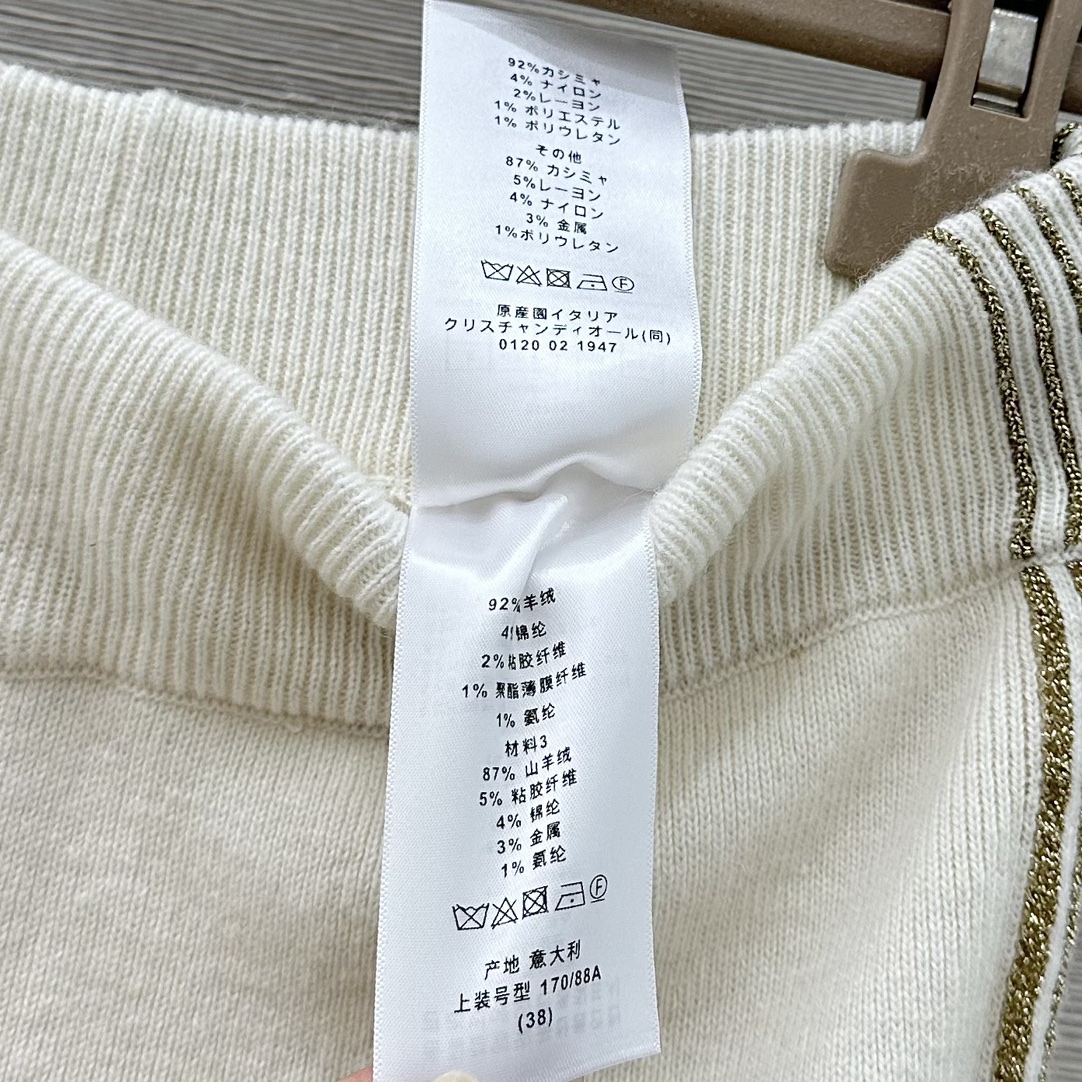 92%カシミヤ
4% ナイロン
2%レーヨン
1% ポリエステル
1% ポリウレタン
その他
87% カシミヤ
5%レーヨン
4% ナイロン
3% 金属
1%ポリウレタン
F
原産園イタリア
クリスチャンディオール(同)
0120 02 1947
92%羊绒
4%锦纶
2%粘胶纤维
1% 聚酯薄膜纤维
1% 氨纶
材料3
87% 山羊绒
5% 粘胶纤维
4% 锦纶
3% 金属
1% 氨纶
F
产地 意大利
上装号型 170/88A
(38)